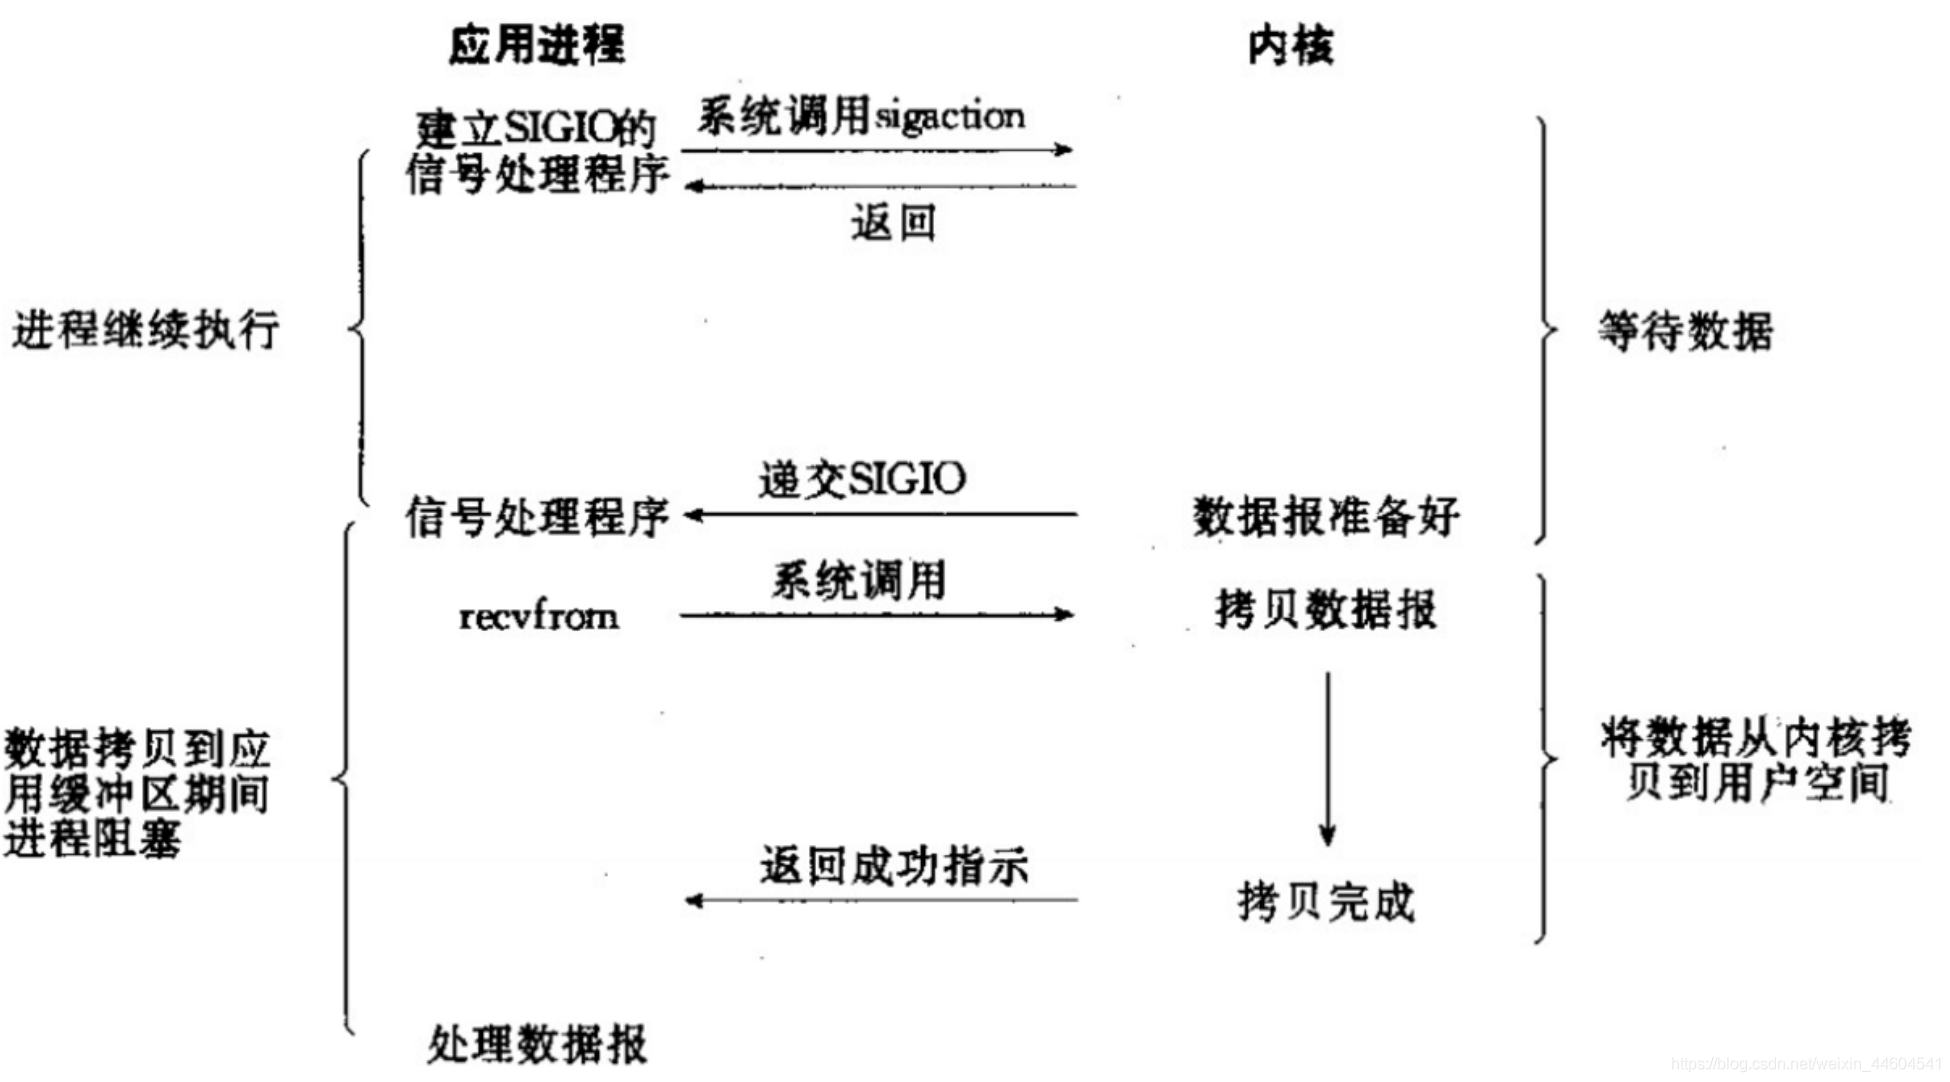 应用进程
内核
建立SIGIO的
信号处理程序
系统调用sigaction
返回
进程继续执行
等待数据
递交SIGIO
信号处理程序
数据报准备好
系统调用
recvfrom
拷贝数据报
数据拷贝到应
用缓冲区期间
进程阻塞
将数据从内核拷
贝到用户空间
返回成功指示
拷贝完成
处理数据报
https://blog.csdn.net/weixin_44604541